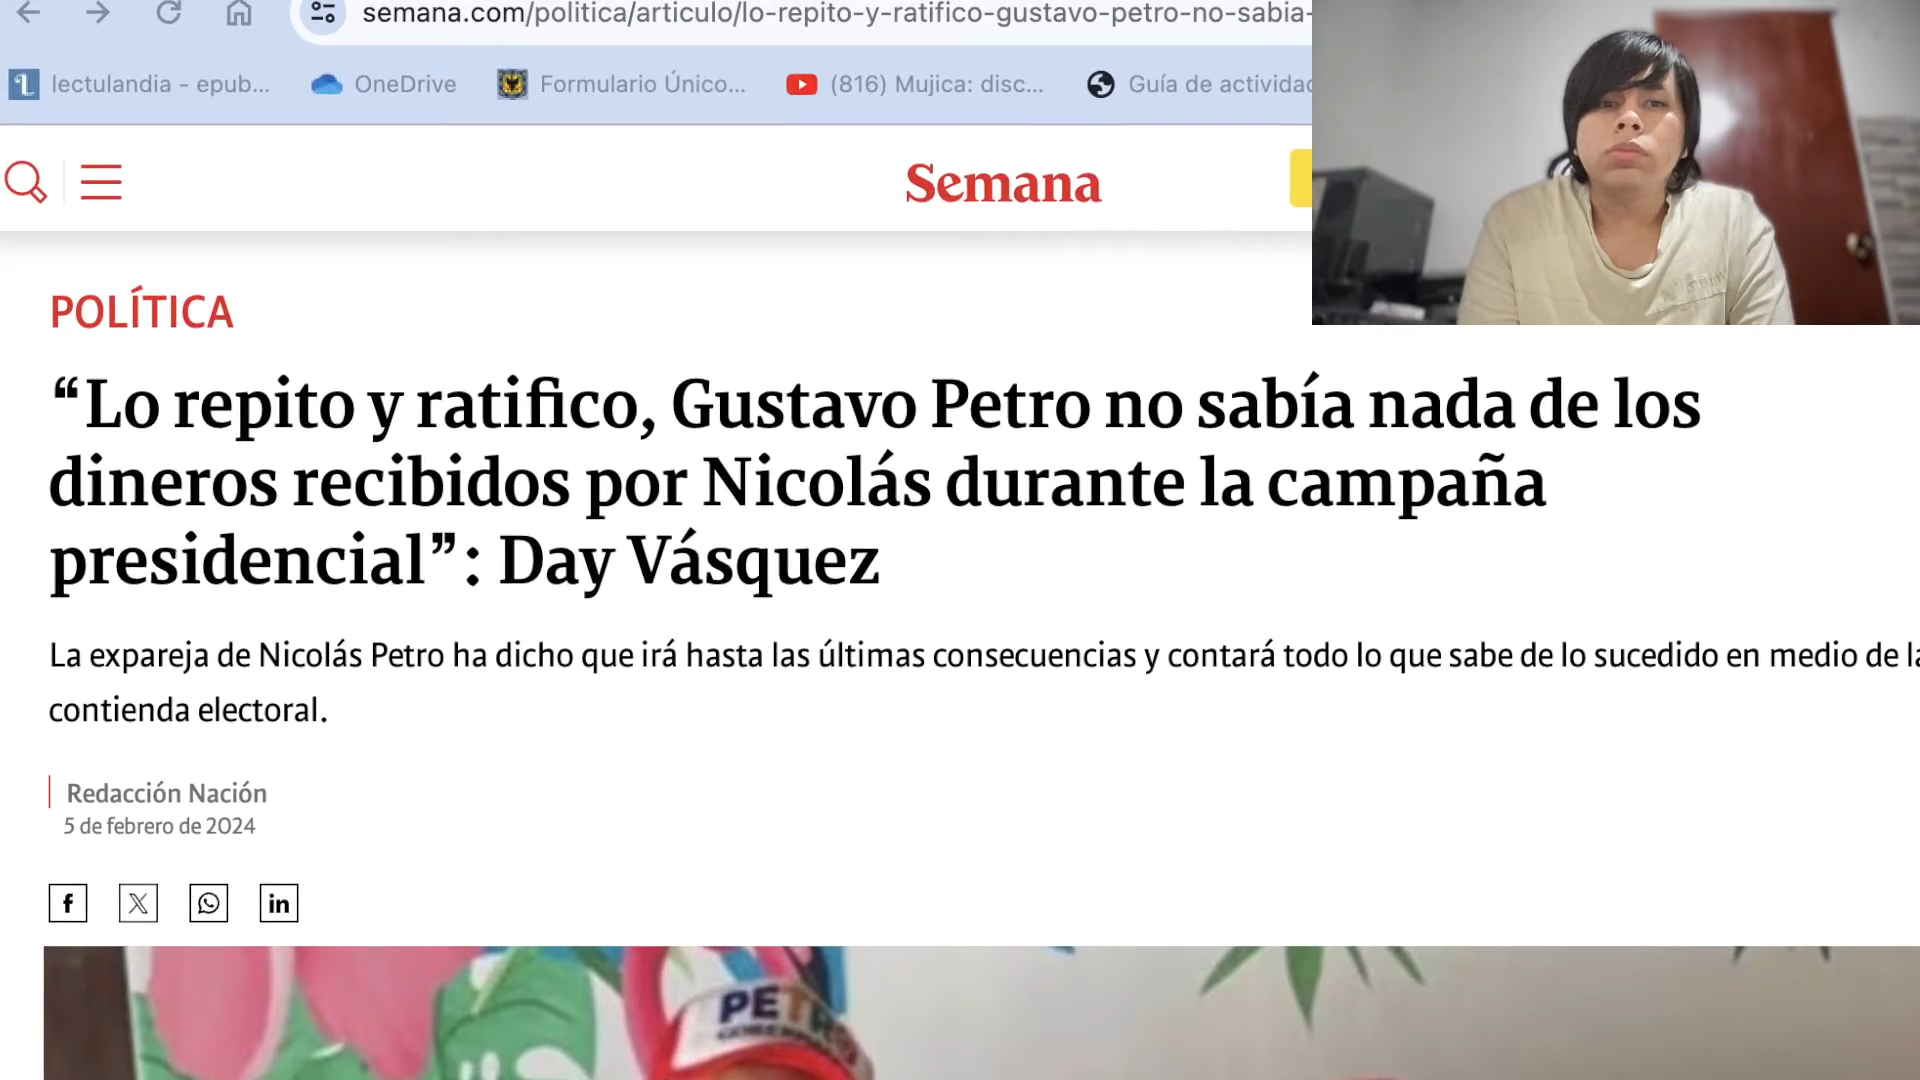 semana.com/politica/articulo/lo-repito-y-ratifico-gustavo-petro-no-sabia-
lectulandia - epub...
OneDrive
Formulario Único...
(816) Mujica: disc...
Guía de actividad
Semana
POLÍTICA
“Lo repito y ratifico, Gustavo Petro no sabía nada de los
dineros recibidos por Nicolás durante la campaña
presidencial”: Day Vásquez
La expareja de Nicolás Petro ha dicho que irá hasta las últimas consecuencias y contará todo lo que sabe de lo sucedido en medio de la
contienda electoral.
Redacción Nación
5 de febrero de 2024
PETRO